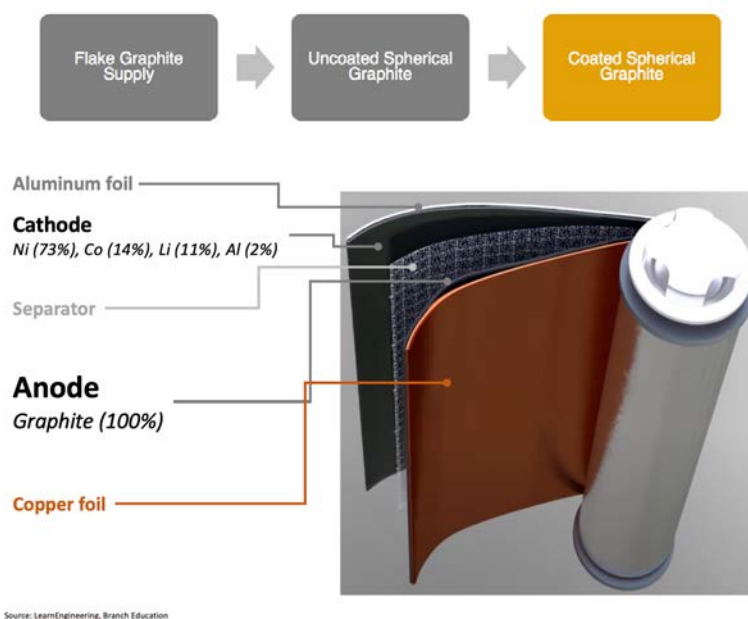 Flake Graphite
Supply
Uncoated Spherical
Graphite
Coated Spherical
Graphite
Aluminum foil
Cathode
Ni (73%), Co (14%), Li (11%), Al (2%)
Separator
Anode
Graphite (100%)
Copper foil
Source: LearnEngineering, Branch Education